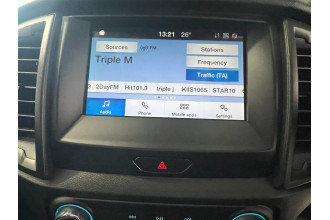 13:21 26°
Sources FM Stations
Triple M Frequency
Traffic (TA)
2DayFM Hit101.3 triple j KIIS1065 STAR10
Audio Phone Mobile apps Settings